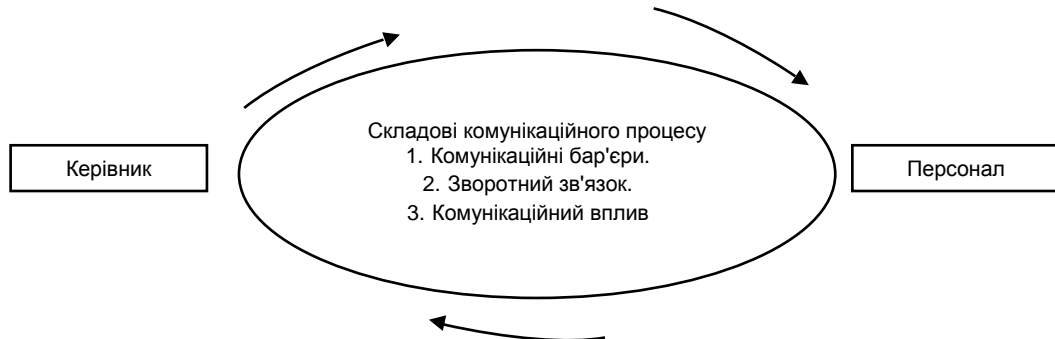 Складові комунікаційного процесу
1. Комунікаційні бар'єри.
Керівник
2. Зворотний зв'язок.
Персонал
3. Комунікаційний вплив